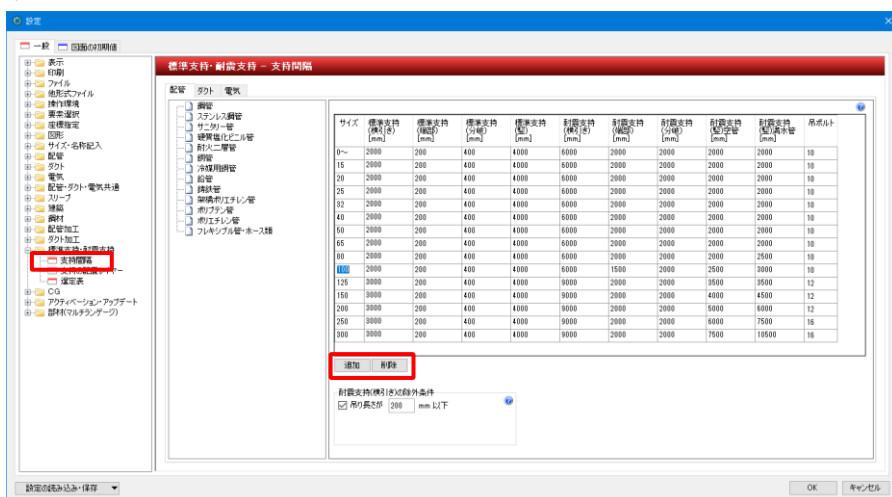 設定
一般 図面の初期値
表示
印刷
ファイル
他形式ファイル
操作環境
要素選択
座標指定
図形
サイズ・名称記入
配管
ダクト
電気
配管・ダクト・電気共通
スリーブ
建築
鋼材
配管加工
ダクト加工
標準支持・耐震支持
支持間隔
選定表
CG
アクティベーション・アップデート
部材(マルチランゲージ)
標準支持・耐震支持 - 支持間隔
配管 ダクト 電気
鋼管
ステンレス鋼管
サニタリー管
硬質塩化ビニル管
耐火二層管
銅管
冷媒用銅管
鉛管
鋳鉄管
架橋ポリエチレン管
ポリブテン管
ポリエチレン管
フレキシブル管・ホース類
サイズ 標準支持(横引き)[mm] 標準支持(端部)[mm] 標準支持(分岐)[mm] 標準支持(竪)[mm] 耐震支持(横引き)[mm] 耐震支持(端部)[mm] 耐震支持(分岐)[mm] 耐震支持(竪)空管[mm] 耐震支持(竪)満水管[mm] 吊ボルト
0～ 2000 200 400 4000 6000 2000 2000 2000 2000 10
15 2000 200 400 4000 6000 2000 2000 2000 2000 10
20 2000 200 400 4000 6000 2000 2000 2000 2000 10
25 2000 200 400 4000 6000 2000 2000 2000 2000 10
32 2000 200 400 4000 6000 2000 2000 2000 2000 10
40 2000 200 400 4000 6000 2000 2000 2000 2000 10
50 2000 200 400 4000 6000 2000 2000 2000 2000 10
65 2000 200 400 4000 6000 2000 2000 2000 2000 10
80 2000 200 400 4000 6000 2000 2000 2000 2500 10
100 2000 200 400 4000 6000 1500 2000 2500 3000 10
125 3000 200 400 4000 9000 2000 2000 3500 3500 12
150 3000 200 400 4000 9000 2000 2000 4000 4500 12
200 3000 200 400 4000 9000 2000 2000 5000 6000 12
250 3000 200 400 4000 9000 2000 2000 6000 7500 16
300 3000 200 400 4000 9000 2000 2000 7500 10500 16
追加 削除
耐震支持(横引き)の除外条件
吊り長さが 200 mm 以下
設定の読み込み・保存
OK キャンセル